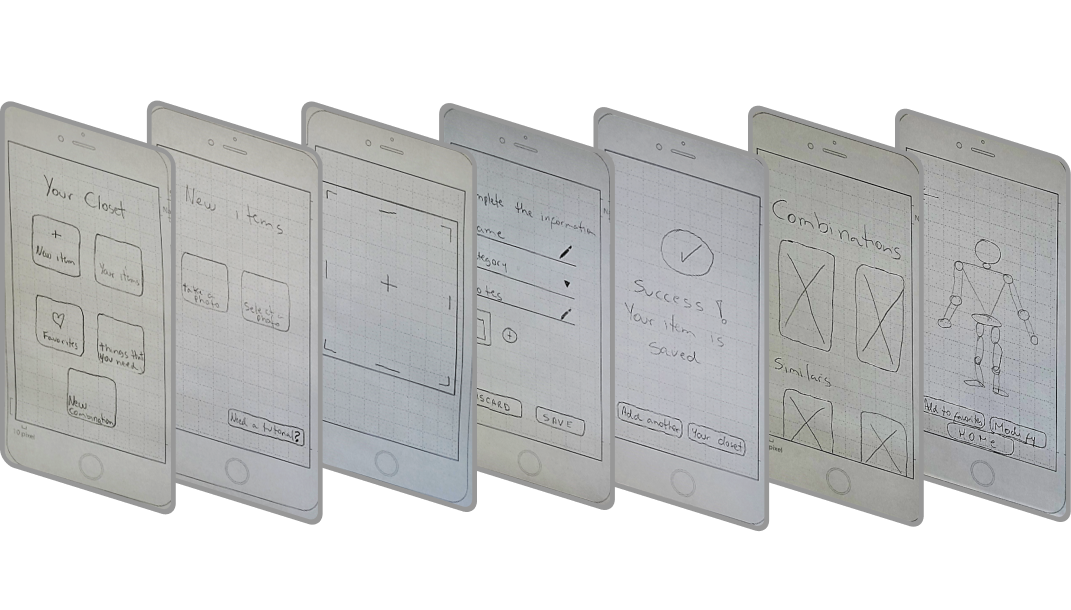 Your Closet
+
New item
Your items
Favorites
things that
you need
New
Combination
New items
take a
photo
select a
photo
Need a tutorial?
mplete the information
ame
tegory
otes
ISCARD
SAVE
Success!
Your item is
saved
Add another
Your closet
Combinations
Similars
Add to favorites
Modify
HOME